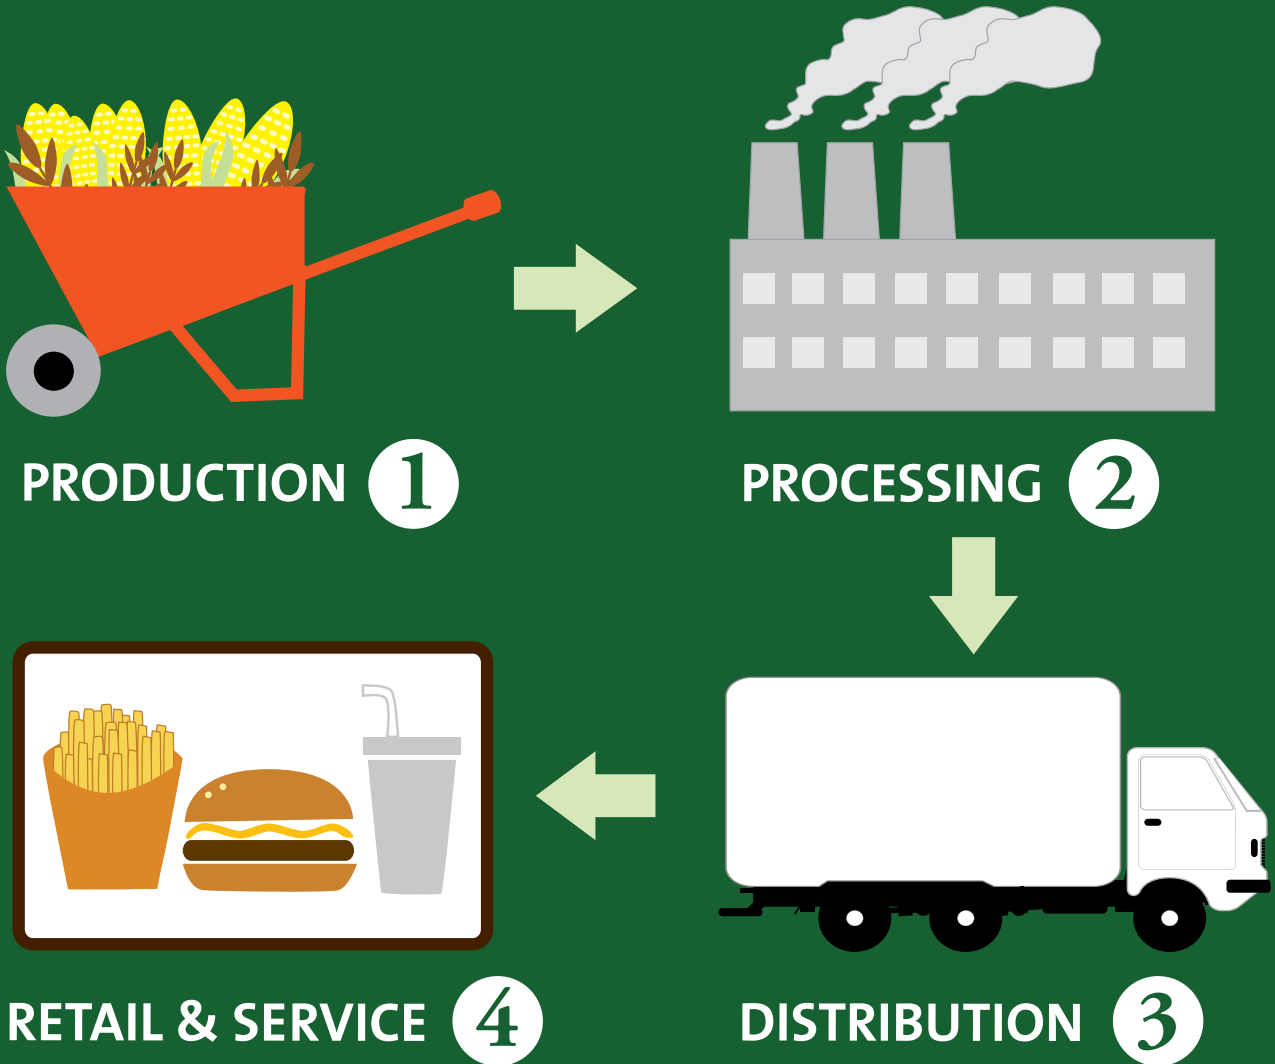 PRODUCTION 1
PROCESSING 2
RETAIL & SERVICE 4
DISTRIBUTION 3